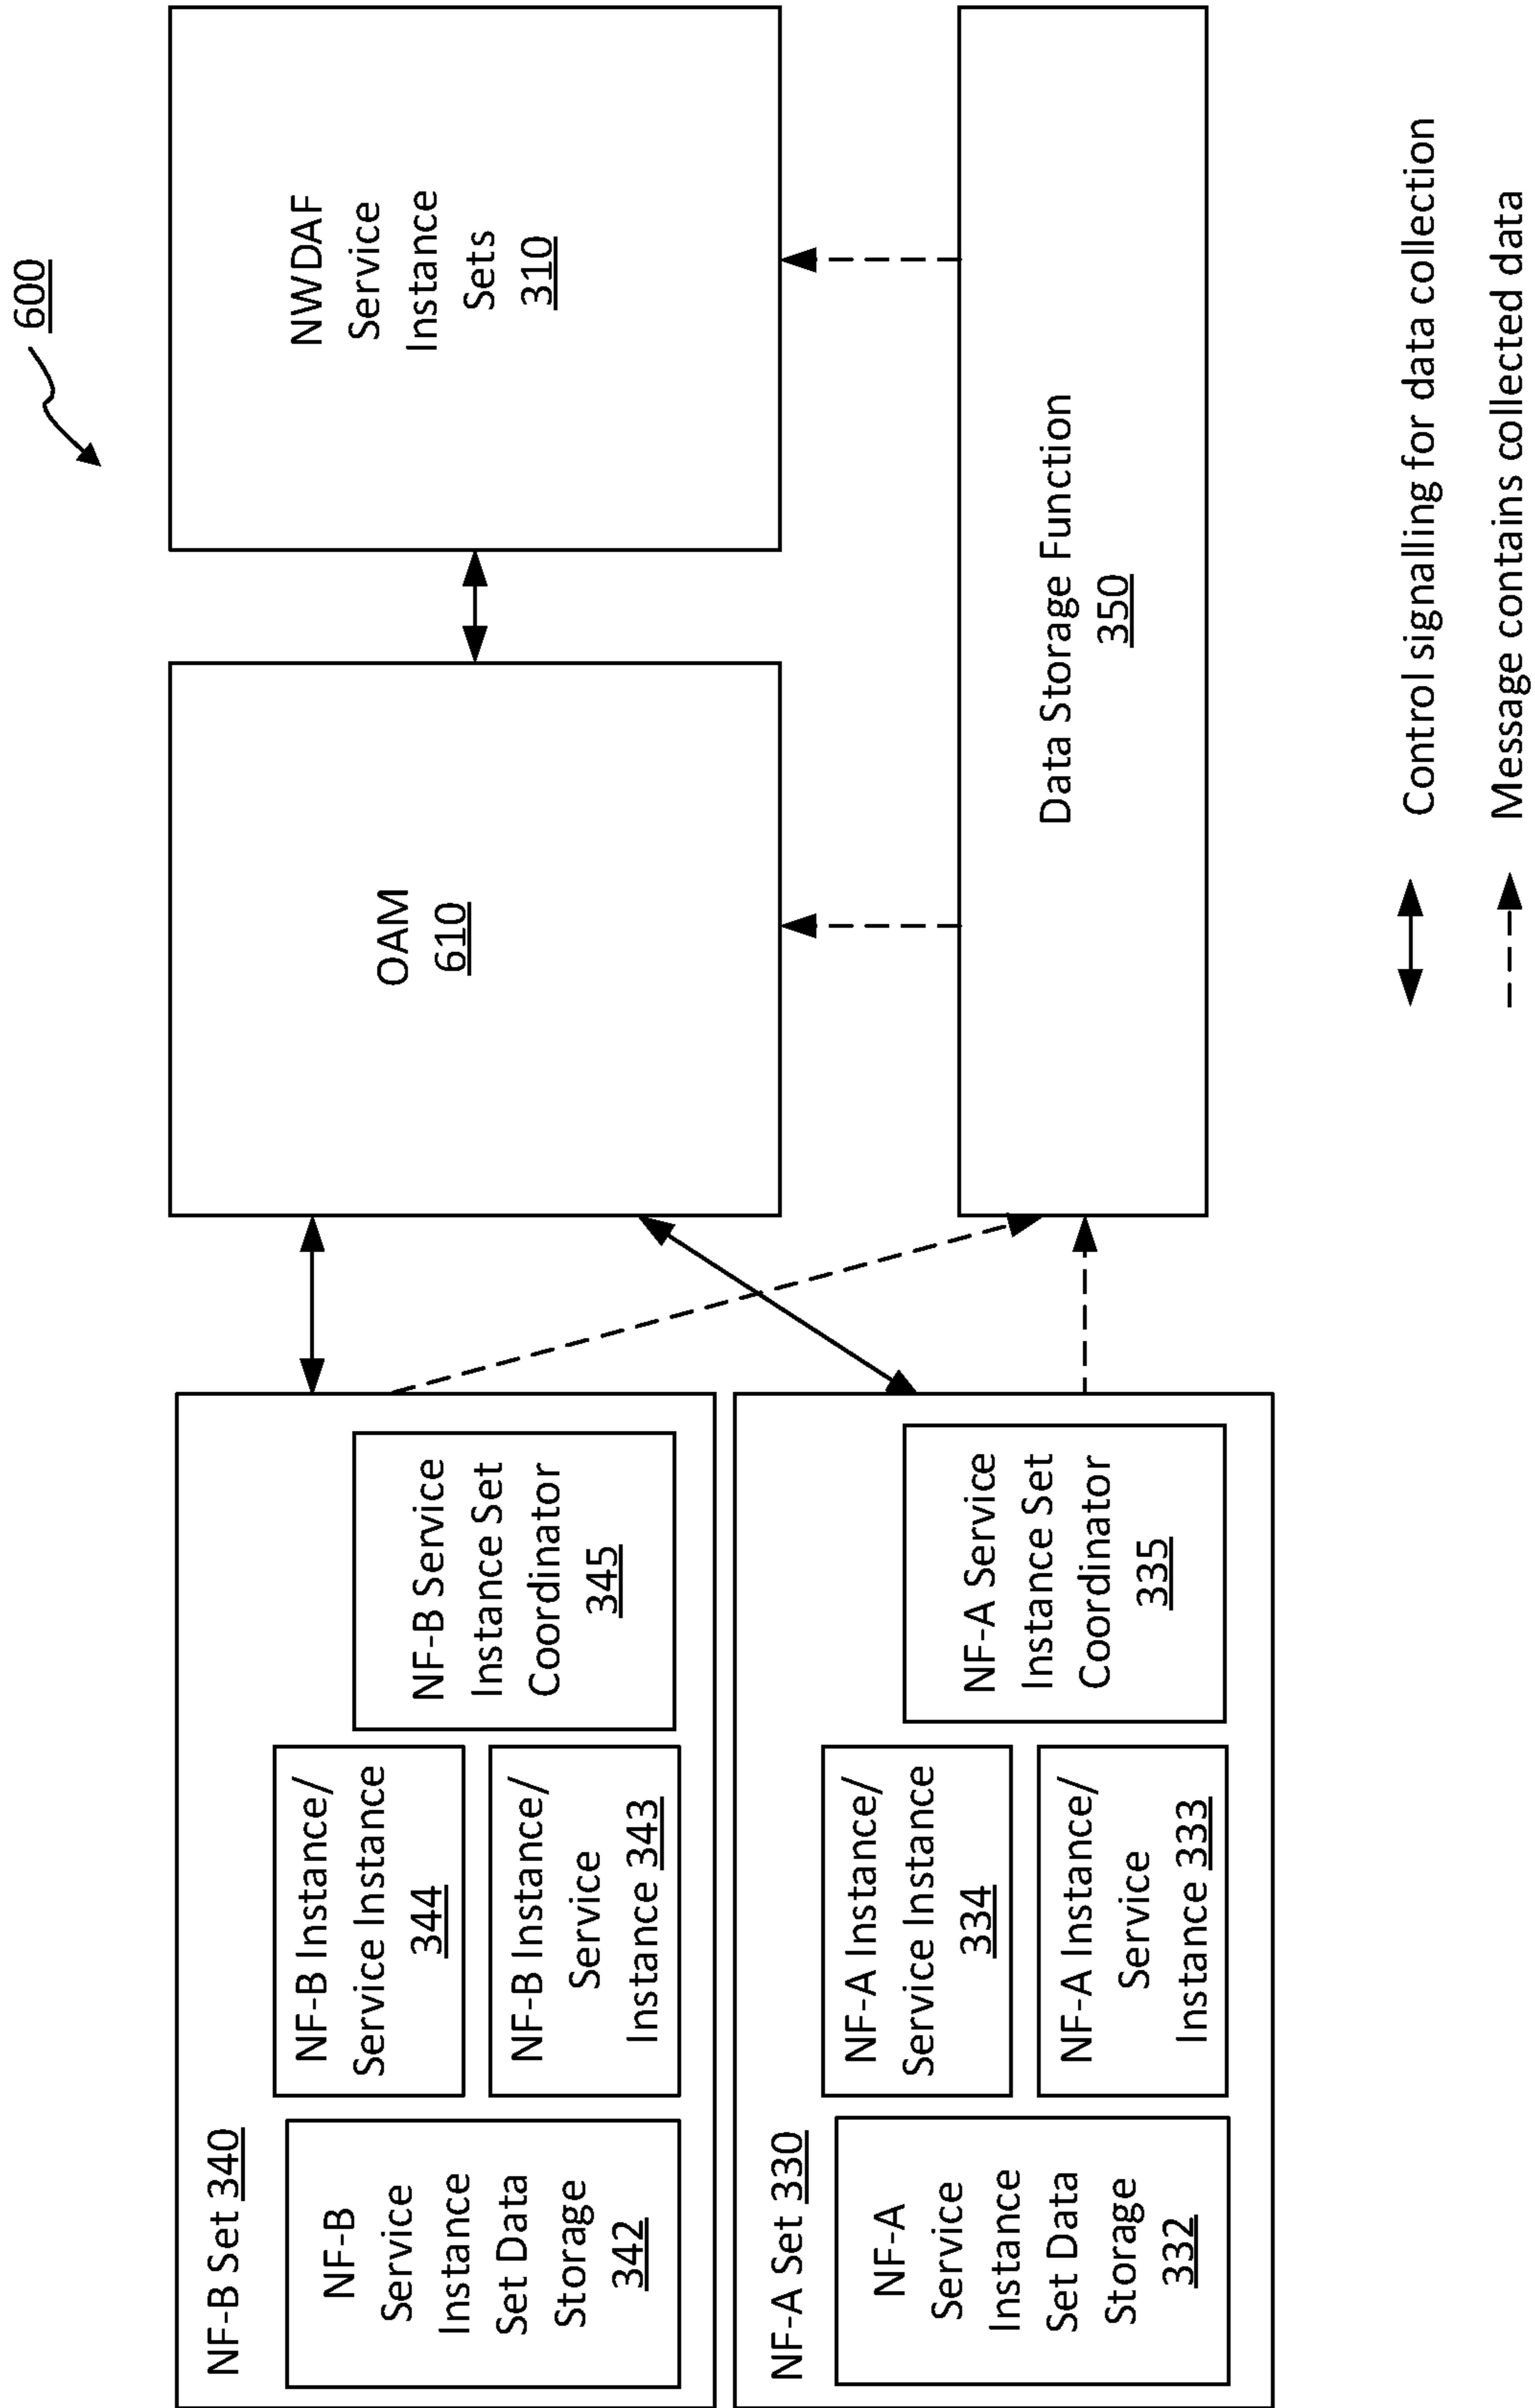 600
NF-B Set 340
NF-B
Service
Instance
Set Data
Storage
342
NF-B Instance/
Service Instance
344
NF-B Instance/
Service
Instance 343
NF-B Service
Instance Set
Coordinator
345
OAM
610
NWDAF
Service
Instance
Sets
310
NF-A Set 330
NF-A
Service
Instance
Set Data
Storage
332
NF-A Instance/
Service Instance
334
NF-A Instance/
Service
Instance 333
NF-A Service
Instance Set
Coordinator
335
Data Storage Function
350
Control signalling for data collection
Message contains collected data